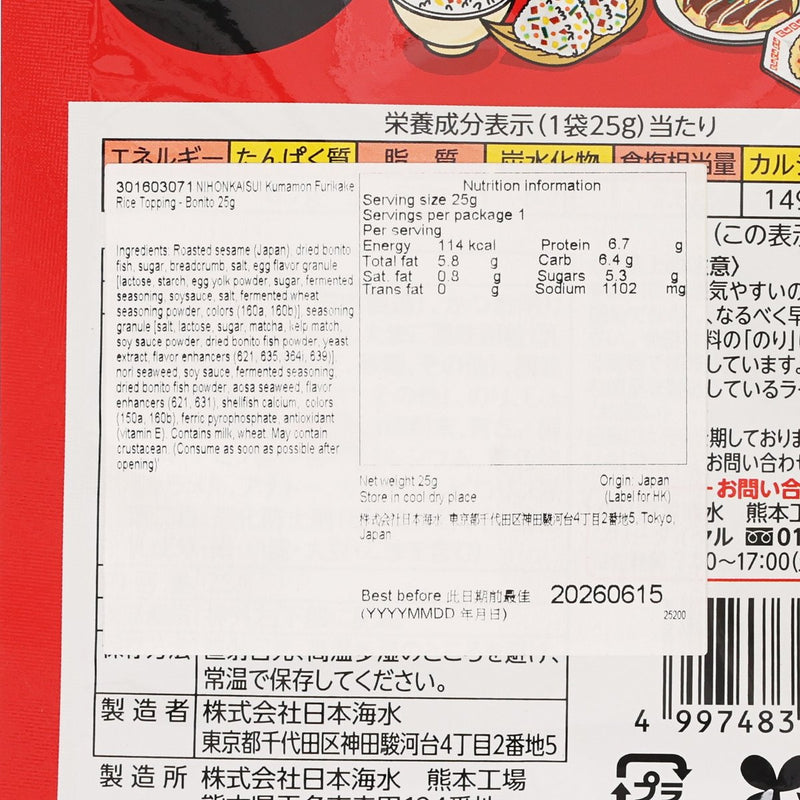 栄養成分表示(1袋25g)当たり
エネルギー たんぱく質 脂 質 炭水化物 食塩相当量
301603071 NIHONKAISUI Kumamon Furikake
Rice Topping - Bonito 25g
Ingredients: Roasted sesame (Japan), dried bonito
fish, sugar, breadcrumb, salt, egg flavor granule
[lactose, starch, egg yolk powder, sugar, fermented
seasoning, soysauce, salt, fermented wheat
seasoning powder, colors (160a, 160b)], seasoning
granule [salt, lactose, sugar, matcha, kelp match,
soy sauce powder, dried bonito fish powder, yeast
extract, flavor enhancers (621, 635, 364i, 639)],
nori seaweed, soy sauce, fermented seasoning,
dried bonito fish powder, aosa seaweed, flavor
enhancers (621, 631), shellfish calcium, colors
(150a, 160b), ferric pyrophosphate, antioxidant
(vitamin E). Contains milk, wheat. May contain
crustacean. (Consume as soon as possible after
opening)'
Nutrition information
Serving size 25g
Servings per package 1
Per serving
Energy 114 kcal Protein 6.7 g
Total fat 5.8 g Carb 6.4 g
Sat. fat 0.8 g Sugars 5.3 g
Trans fat 0 g Sodium 1102 mg
Net weight 25g Origin: Japan
Store in cool dry place (Label for HK)
株式会社日本海水 東京都千代田区神田駿河台4丁目2番地5, Tokyo,
Japan
Best before 此日期前最佳 20260615
(YYYYMMDD 年月日) 25200
(この表示
意〉
気やすいの
、なるべく早
料の「のり」
しています。
しているラ
期しておりま
お問い合わせ
お問い合
水 熊本工
ヤル 01
0〜17:00(
常温で保存してください。
製造者 株式会社日本海水
東京都千代田区神田駿河台4丁目2番地5
製造所 株式会社日本海水 熊本工場
4 997483
プラ